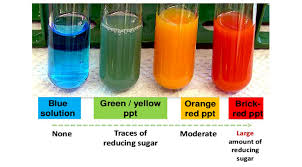 Blue
solution
Green / yellow
ppt
Orange
red ppt
Brick-
red ppt
None
Traces of
reducing sugar
Moderate
Large
amount of
reducing
sugar